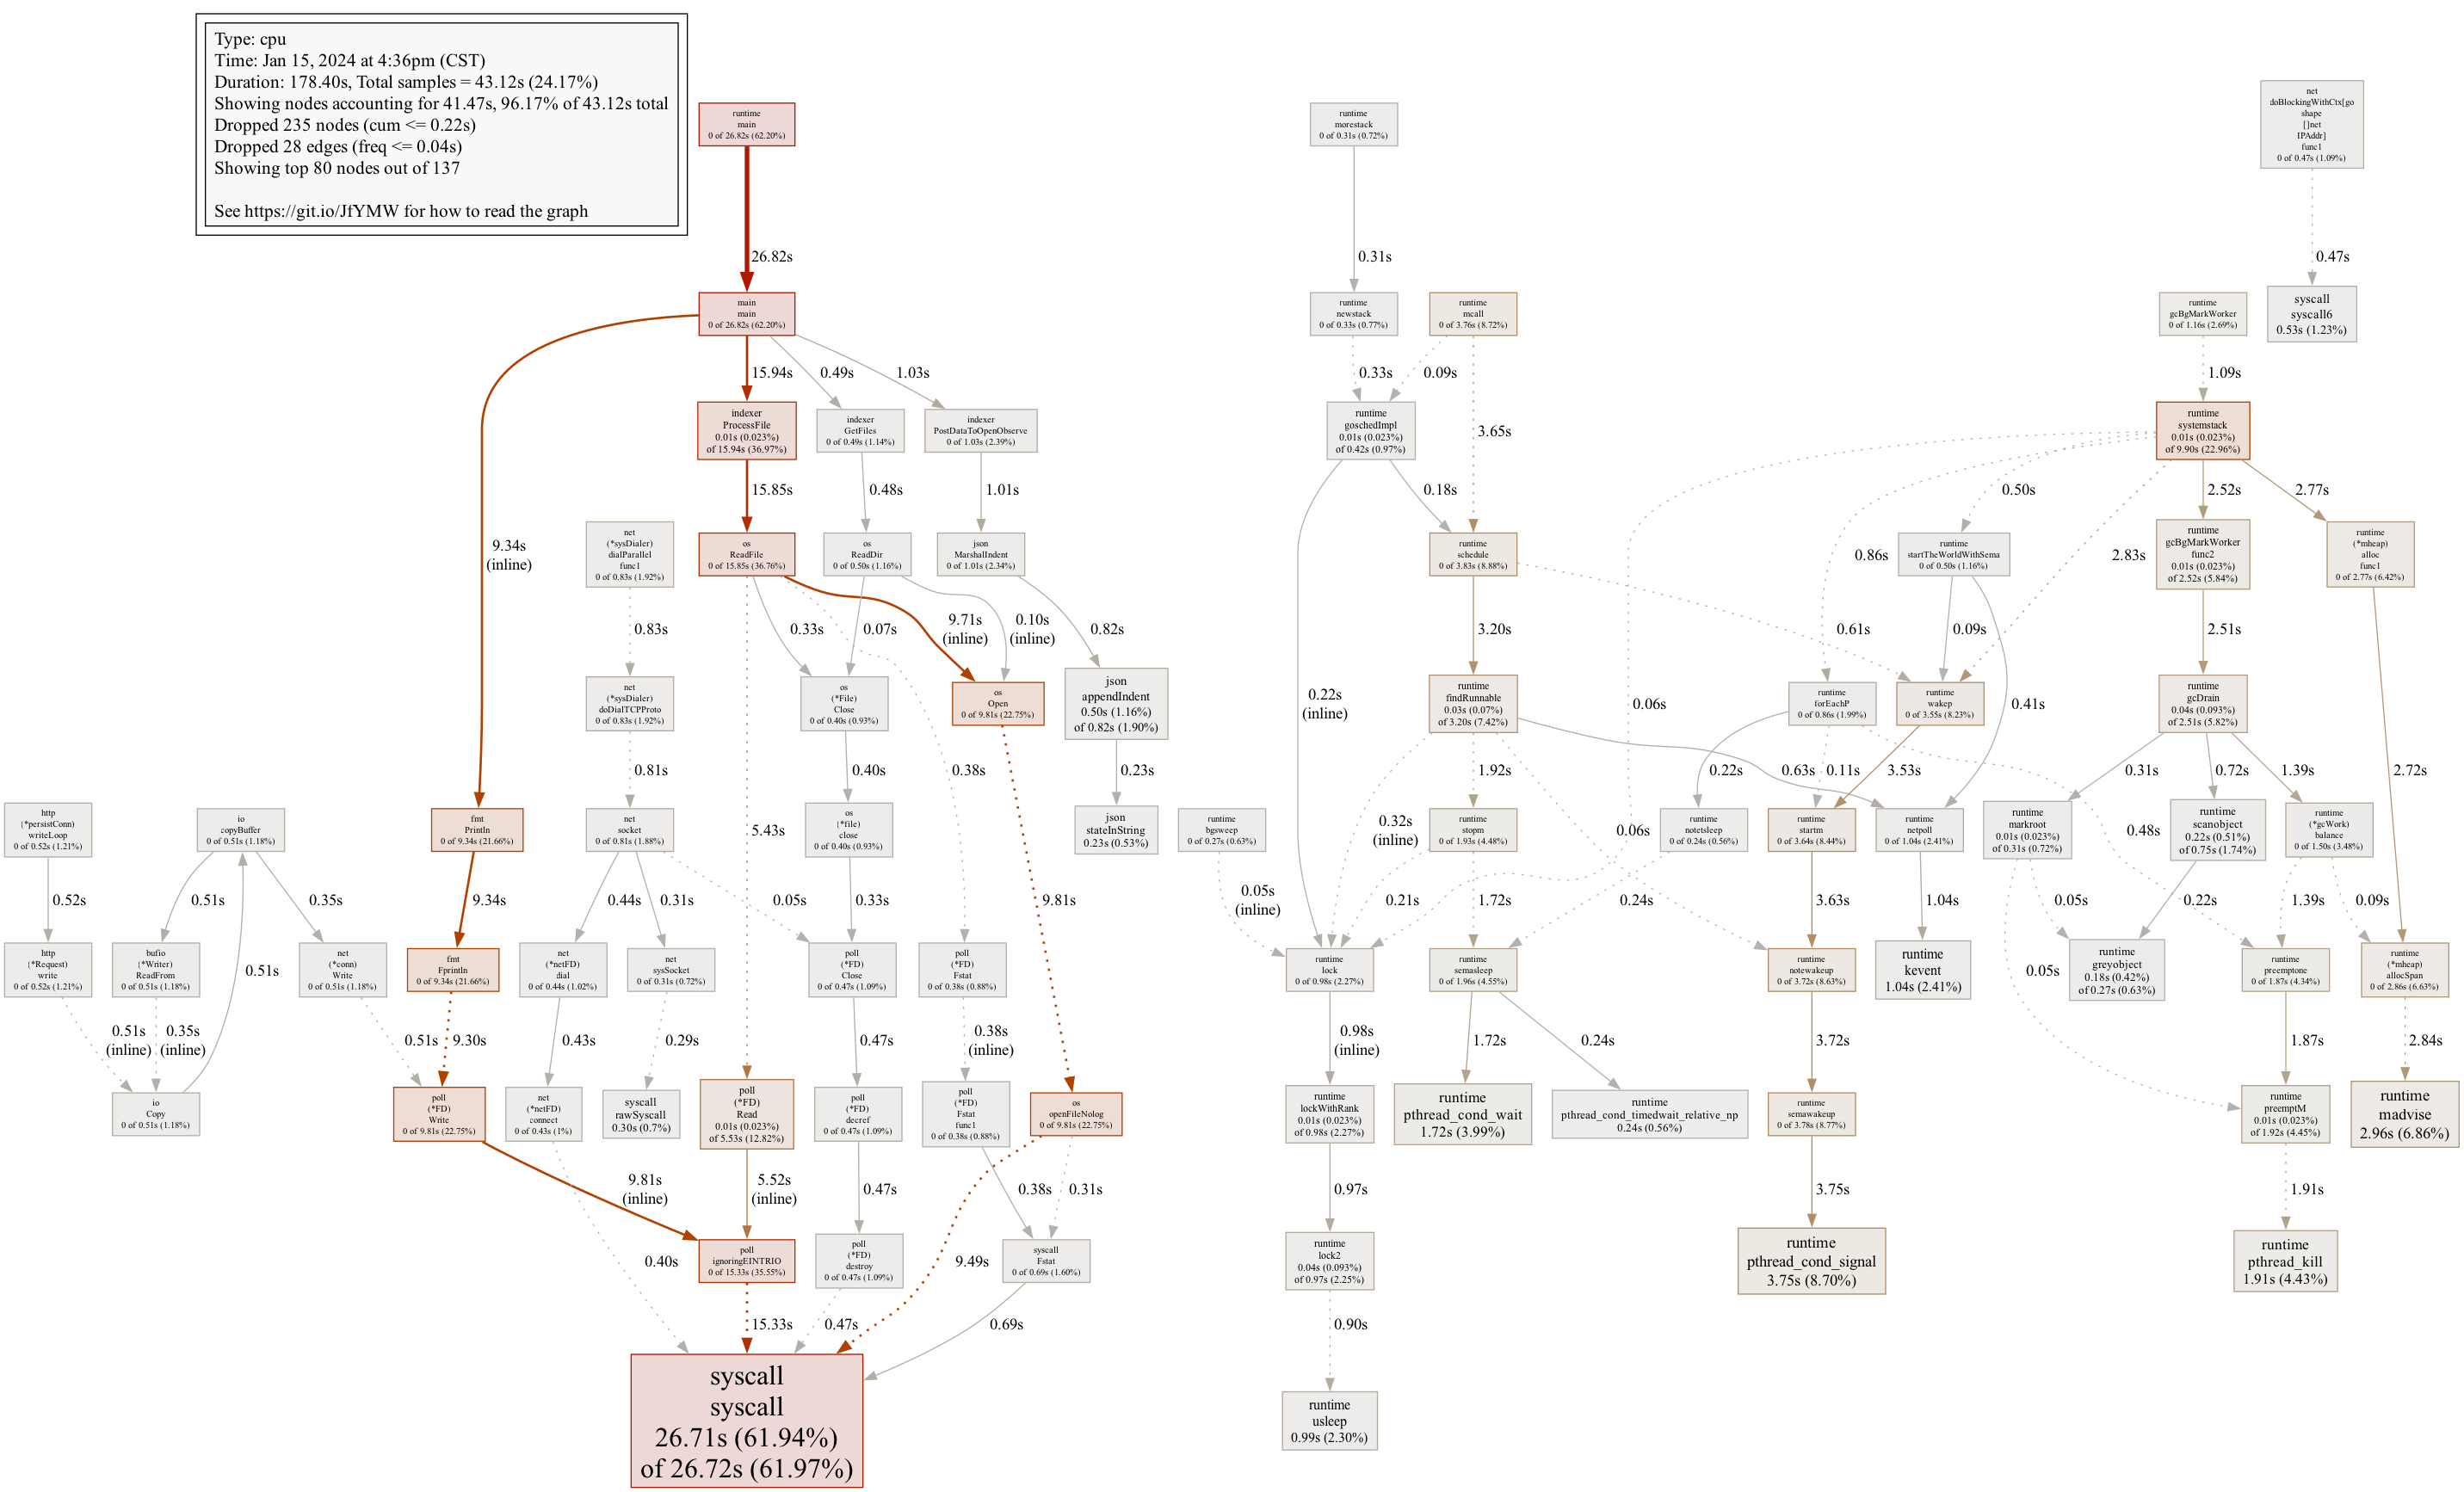 Type: cpu
Time: Jan 15, 2024 at 4:36pm (CST)
Duration: 178.40s, Total samples = 43.12s (24.17%)
Showing nodes accounting for 41.47s, 96.17% of 43.12s total
Dropped 235 nodes (cum <= 0.22s)
Dropped 28 edges (freq <= 0.04s)
Showing top 80 nodes out of 137
See https://git.io/JfYMW for how to read the graph
runtime
main
0 of 26.82s (62.20%)
runtime
morestack
0 of 0.31s (0.72%)
net
doBlockingWithCtx[go
shape
[]net
IPAddr]
func1
0 of 0.47s (1.09%)
26.82s
0.31s
0.47s
main
main
0 of 26.82s (62.20%)
runtime
newstack
0 of 0.33s (0.77%)
runtime
mcall
0 of 3.76s (8.72%)
runtime
gcBgMarkWorker
0 of 1.16s (2.69%)
syscall
syscall6
0.53s (1.23%)
15.94s
0.49s
1.03s
0.33s
0.09s
1.09s
indexer
ProcessFile
0.01s (0.023%)
of 15.94s (36.97%)
indexer
GetFiles
0 of 0.49s (1.14%)
indexer
PostDataToOpenObserve
0 of 1.03s (2.39%)
runtime
goschedImpl
0.01s (0.023%)
of 0.42s (0.97%)
3.65s
runtime
systemstack
0.01s (0.023%)
of 9.90s (22.96%)
15.85s
0.48s
1.01s
0.18s
0.50s
2.52s
2.77s
9.34s
(inline)
net
(*sysDialer)
dialParallel
func1
0 of 0.83s (1.92%)
os
ReadFile
0 of 15.85s (36.76%)
os
ReadDir
0 of 0.50s (1.16%)
json
MarshalIndent
0 of 1.01s (2.34%)
runtime
schedule
0 of 3.83s (8.88%)
0.86s
runtime
startTheWorldWithSema
0 of 0.50s (1.16%)
2.83s
runtime
gcBgMarkWorker
func2
0.01s (0.023%)
of 2.52s (5.84%)
runtime
(*mheap)
alloc
func1
0 of 2.77s (6.42%)
0.83s
0.33s
0.07s
9.71s
(inline)
0.10s
(inline)
0.82s
3.20s
0.61s
0.09s
2.51s
net
(*sysDialer)
doDialTCPProto
0 of 0.83s (1.92%)
os
(*File)
Close
0 of 0.40s (0.93%)
os
Open
0 of 9.81s (22.75%)
json
appendIndent
0.50s (1.16%)
of 0.82s (1.90%)
0.22s
(inline)
runtime
findRunnable
0.03s (0.07%)
of 3.20s (7.42%)
0.06s
runtime
forEachP
0 of 0.86s (1.99%)
runtime
wakep
0 of 3.55s (8.23%)
0.41s
runtime
gcDrain
0.04s (0.093%)
of 2.51s (5.82%)
0.81s
0.40s
0.38s
0.23s
1.92s
0.22s
0.63s
0.11s
3.53s
0.31s
0.72s
1.39s
2.72s
http
(*persistConn)
writeLoop
0 of 0.52s (1.21%)
io
copyBuffer
0 of 0.51s (1.18%)
fmt
Println
0 of 9.34s (21.66%)
net
socket
0 of 0.81s (1.88%)
5.43s
os
(*file)
close
0 of 0.40s (0.93%)
json
stateInString
0.23s (0.53%)
runtime
bgsweep
0 of 0.27s (0.63%)
0.32s
(inline)
runtime
stopm
0 of 1.93s (4.48%)
0.06s
runtime
notetsleep
0 of 0.24s (0.56%)
runtime
startm
0 of 3.64s (8.44%)
runtime
netpoll
0 of 1.04s (2.41%)
runtime
markroot
0.01s (0.023%)
of 0.31s (0.72%)
0.48s
runtime
scanobject
0.22s (0.51%)
of 0.75s (1.74%)
runtime
(*gcWork)
balance
0 of 1.50s (3.48%)
0.52s
0.51s
0.35s
9.34s
0.44s
0.31s
0.05s
0.33s
9.81s
0.05s
(inline)
0.21s
1.72s
0.24s
3.63s
1.04s
0.05s
0.22s
1.39s
0.09s
http
(*Request)
write
0 of 0.52s (1.21%)
bufio
(*Writer)
ReadFrom
0 of 0.51s (1.18%)
0.51s
net
(*conn)
Write
0 of 0.51s (1.18%)
fmt
Fprintln
0 of 9.34s (21.66%)
net
(*netFD)
dial
0 of 0.44s (1.02%)
net
sysSocket
0 of 0.31s (0.72%)
poll
(*FD)
Close
0 of 0.47s (1.09%)
poll
(*FD)
Fstat
0 of 0.38s (0.88%)
runtime
lock
0 of 0.98s (2.27%)
runtime
semasleep
0 of 1.96s (4.55%)
runtime
notewakeup
0 of 3.72s (8.63%)
runtime
kevent
1.04s (2.41%)
0.05s
runtime
greyobject
0.18s (0.42%)
of 0.27s (0.63%)
runtime
preemptone
0 of 1.87s (4.34%)
runtime
(*mheap)
allocSpan
0 of 2.86s (6.63%)
0.51s
(inline)
0.35s
(inline)
0.51s
9.30s
0.43s
0.29s
0.47s
0.38s
(inline)
0.98s
(inline)
1.72s
0.24s
3.72s
1.87s
2.84s
io
Copy
0 of 0.51s (1.18%)
poll
(*FD)
Write
0 of 9.81s (22.75%)
net
(*netFD)
connect
0 of 0.43s (1%)
syscall
rawSyscall
0.30s (0.7%)
poll
(*FD)
Read
0.01s (0.023%)
of 5.53s (12.82%)
poll
(*FD)
decref
0 of 0.47s (1.09%)
poll
(*FD)
Fstat
func1
0 of 0.38s (0.88%)
os
openFileNolog
0 of 9.81s (22.75%)
runtime
lockWithRank
0.01s (0.023%)
of 0.98s (2.27%)
runtime
pthread_cond_wait
1.72s (3.99%)
runtime
pthread_cond_timedwait_relative_np
0.24s (0.56%)
runtime
semawakeup
0 of 3.78s (8.77%)
runtime
preemptM
0.01s (0.023%)
of 1.92s (4.45%)
runtime
madvise
2.96s (6.86%)
9.81s
(inline)
5.52s
(inline)
0.47s
0.38s
0.31s
0.97s
3.75s
1.91s
0.40s
poll
ignoringEINTRIO
0 of 15.33s (35.55%)
poll
(*FD)
destroy
0 of 0.47s (1.09%)
9.49s
syscall
Fstat
0 of 0.69s (1.60%)
runtime
lock2
0.04s (0.093%)
of 0.97s (2.25%)
runtime
pthread_cond_signal
3.75s (8.70%)
runtime
pthread_kill
1.91s (4.43%)
15.33s
0.47s
0.69s
0.90s
syscall
syscall
26.71s (61.94%)
of 26.72s (61.97%)
runtime
usleep
0.99s (2.30%)